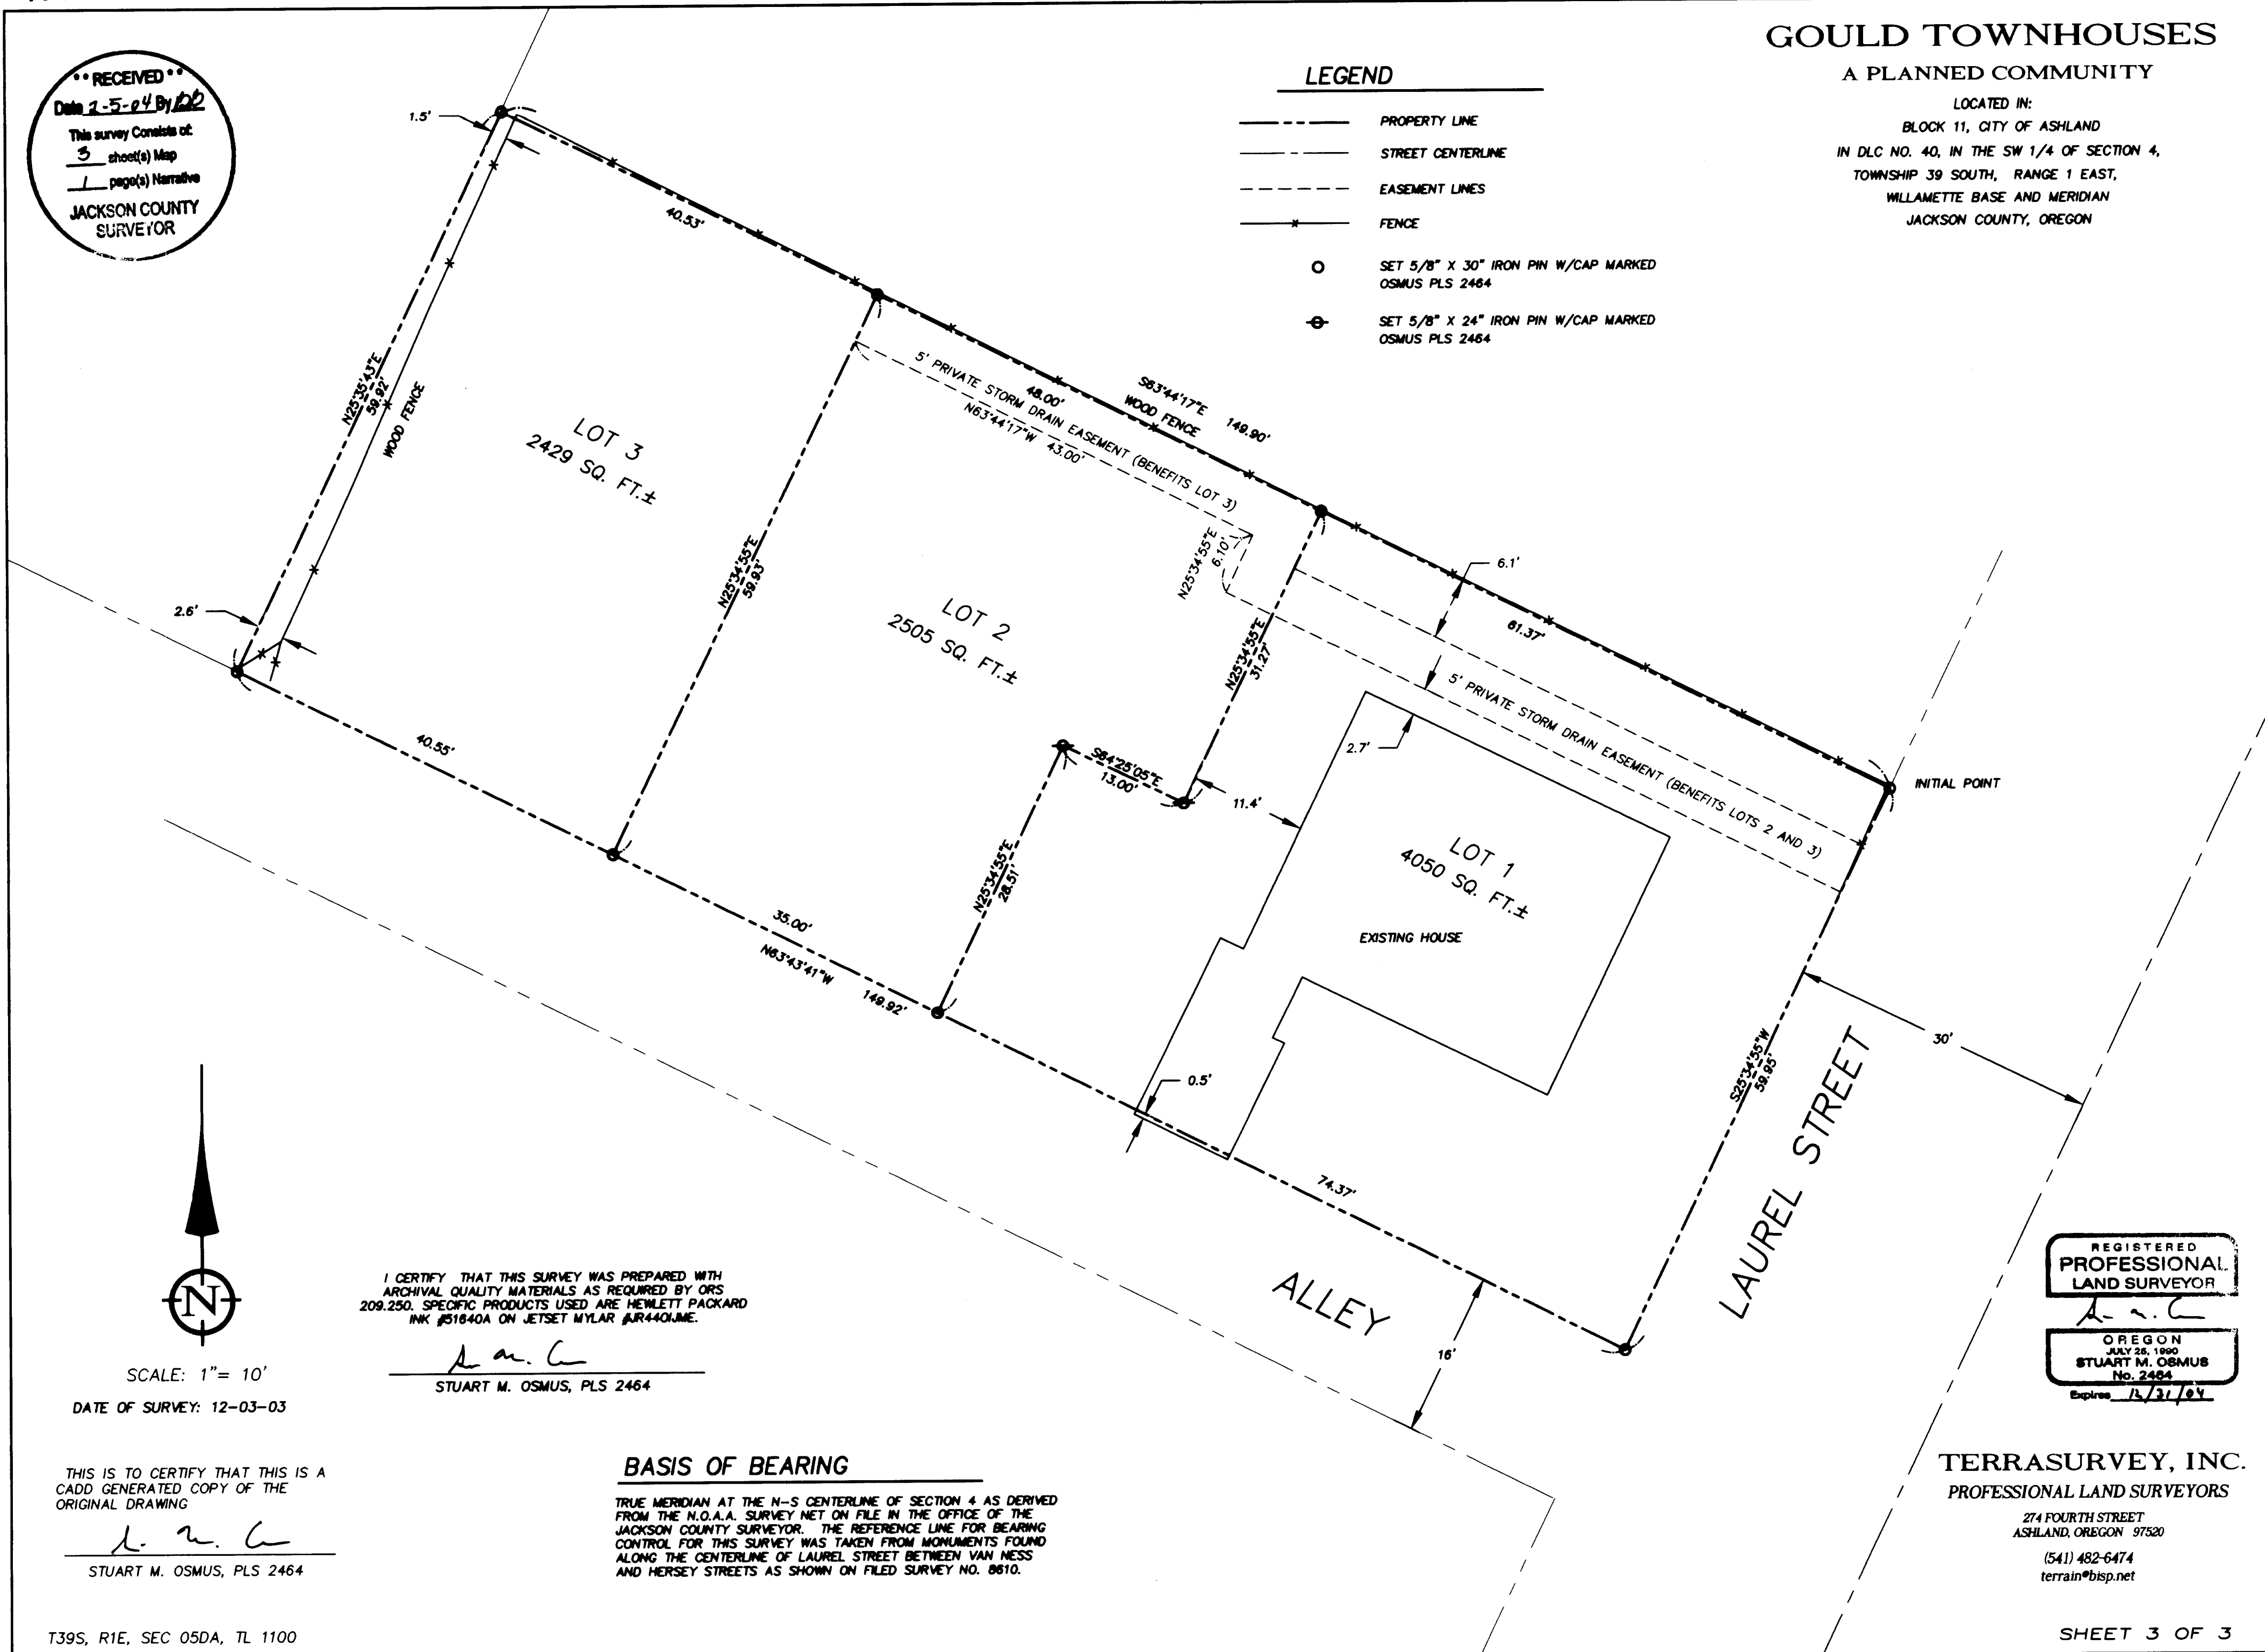 GOULD TOWNHOUSES
A PLANNED COMMUNITY
LOCATED IN:
BLOCK 11, CITY OF ASHLAND
IN DLC NO. 40, IN THE SW 1/4 OF SECTION 4,
TOWNSHIP 39 SOUTH, RANGE 1 EAST,
WILLAMETTE BASE AND MERIDIAN
JACKSON COUNTY, OREGON
** RECEIVED **
Date 2-5-04 By
This survey Consists of:
3 sheet(s) Map
1 page(s) Narrative
JACKSON COUNTY
SURVEYOR
LEGEND
PROPERTY LINE
STREET CENTERLINE
EASEMENT LINES
FENCE
SET 5/8" X 30" IRON PIN W/CAP MARKED
OSMUS PLS 2464
SET 5/8" X 24" IRON PIN W/CAP MARKED
OSMUS PLS 2464
1.5'
40.53'
N25°35'43"E
59.92'
WOOD FENCE
LOT 3
2429 SQ. FT.±
2.6'
40.55'
N25°34'55"E
59.93'
5' PRIVATE STORM DRAIN EASEMENT (BENEFITS LOT 3)
48.00'
N63°44'17"W 43.00'
S63°44'17"E 149.90'
WOOD FENCE
N25°34'55"E
6.10'
LOT 2
2505 SQ. FT.±
N25°34'55"E
31.27'
6.1'
61.37'
5' PRIVATE STORM DRAIN EASEMENT (BENEFITS LOTS 2 AND 3)
INITIAL POINT
2.7'
S64°25'05"E
13.00'
11.4'
N25°34'55"E
28.51'
LOT 1
4050 SQ. FT.±
EXISTING HOUSE
35.00'
N63°43'41"W 149.92'
0.5'
74.37'
S25°34'55"W
59.95'
30'
LAUREL STREET
ALLEY
16'
N
SCALE: 1"= 10'
DATE OF SURVEY: 12-03-03
I CERTIFY THAT THIS SURVEY WAS PREPARED WITH
ARCHIVAL QUALITY MATERIALS AS REQUIRED BY ORS
209.250. SPECIFIC PRODUCTS USED ARE HEWLETT PACKARD
INK #51640A ON JETSET MYLAR
STUART M. OSMUS, PLS 2464
THIS IS TO CERTIFY THAT THIS IS A
CADD GENERATED COPY OF THE
ORIGINAL DRAWING
STUART M. OSMUS, PLS 2464
BASIS OF BEARING
TRUE MERIDIAN AT THE N-S CENTERLINE OF SECTION 4 AS DERIVED
FROM THE N.O.A.A. SURVEY NET ON FILE IN THE OFFICE OF THE
JACKSON COUNTY SURVEYOR. THE REFERENCE LINE FOR BEARING
CONTROL FOR THIS SURVEY WAS TAKEN FROM MONUMENTS FOUND
ALONG THE CENTERLINE OF LAUREL STREET BETWEEN VAN NESS
AND HERSEY STREETS AS SHOWN ON FILED SURVEY NO. 8610.
REGISTERED
PROFESSIONAL
LAND SURVEYOR
OREGON
JULY 25, 1990
STUART M. OSMUS
No. 2464
Expires 12/31/04
TERRASURVEY, INC.
PROFESSIONAL LAND SURVEYORS
274 FOURTH STREET
ASHLAND, OREGON 97520
(541) 482-6474
terrain@bisp.net
T39S, R1E, SEC 05DA, TL 1100
SHEET 3 OF 3